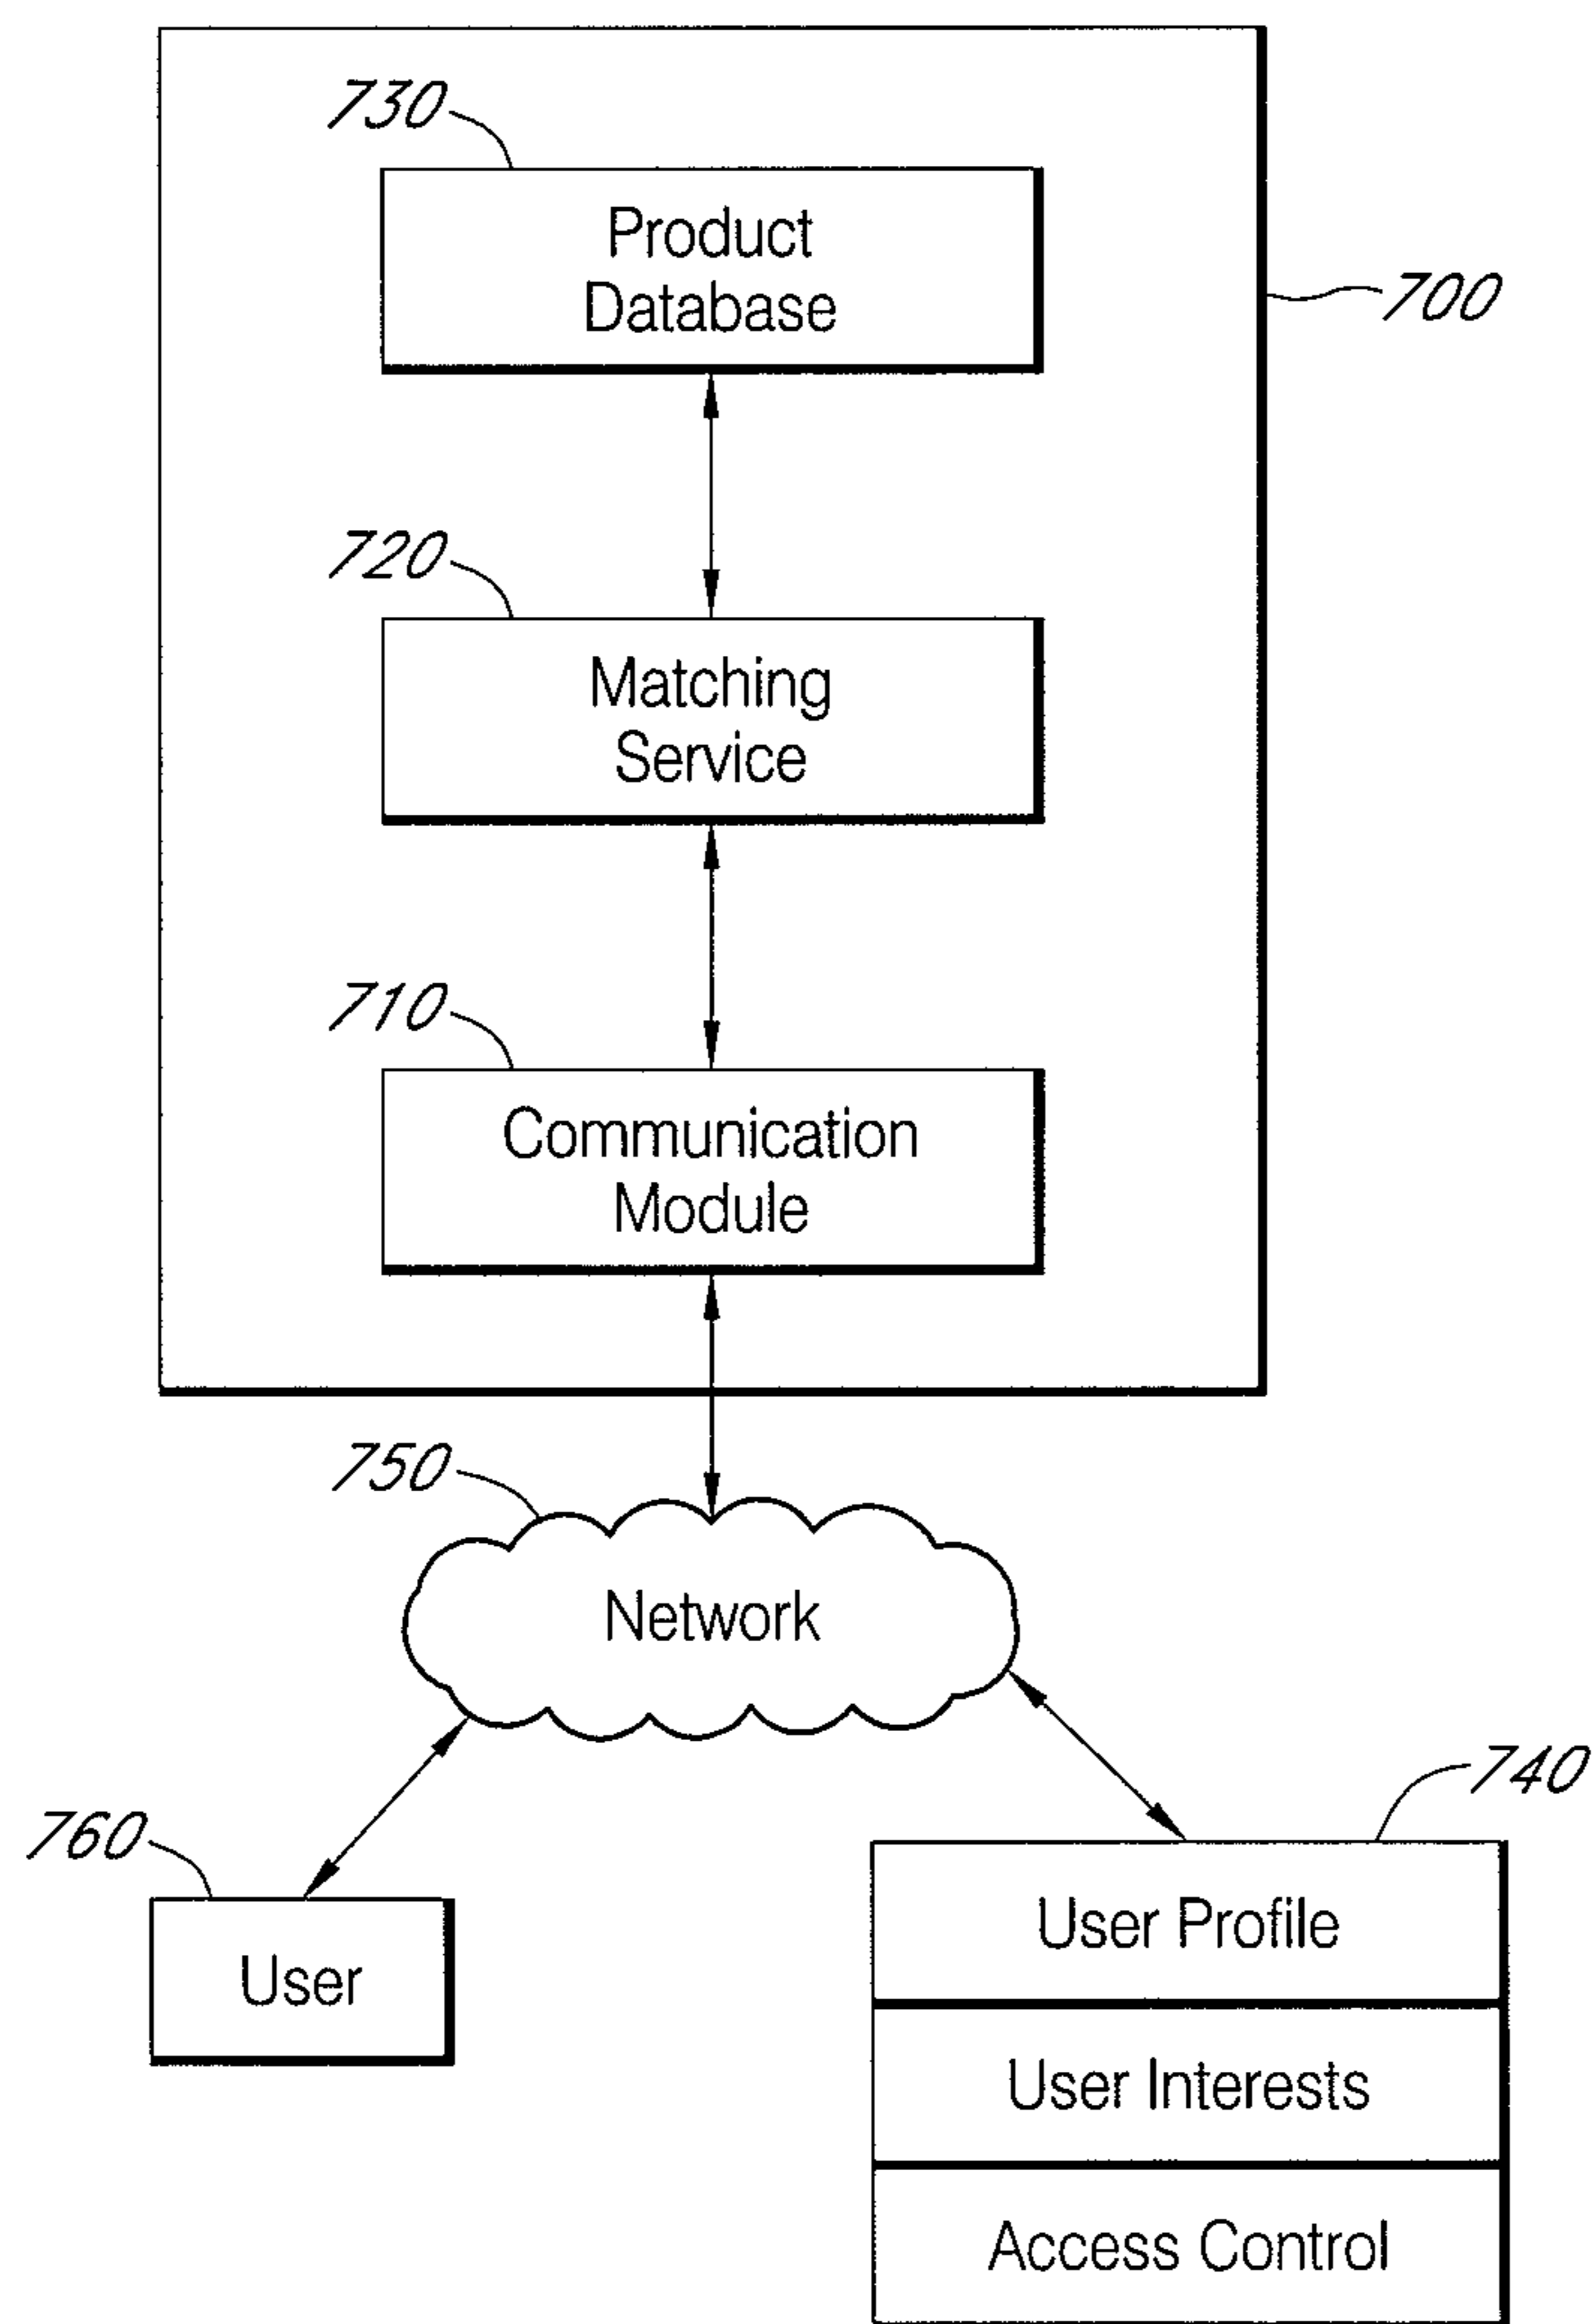 730
Product
Database
700
720
Matching
Service
710
Communication
Module
750
Network
740
760
User Profile
User
User Interests
Access Control